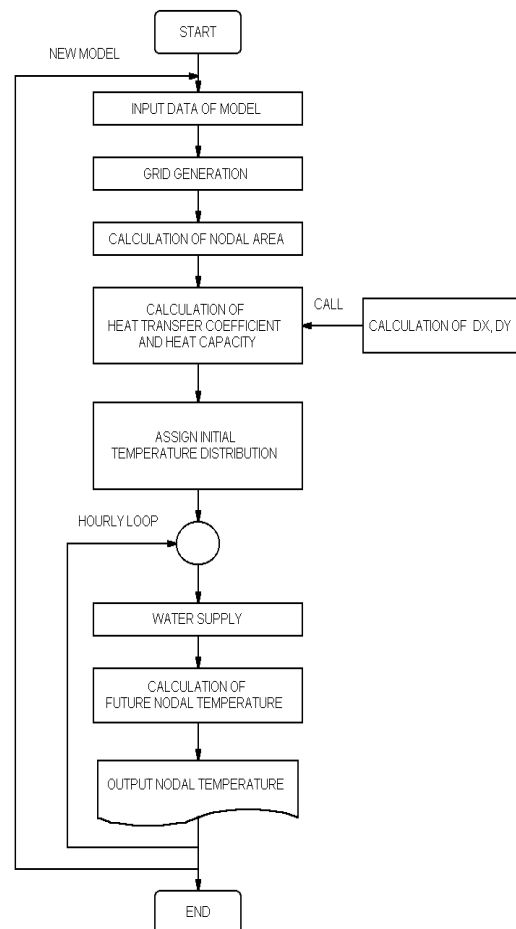 START
NEW MODEL
INPUT DATA OF MODEL
GRID GENERATION
CALCULATION OF NODAL AREA
CALCULATION OF
HEAT TRANSFER COEFFICIENT
AND HEAT CAPACITY
CALL
CALCULATION OF DX, DY
ASSIGN INITIAL
TEMPERATURE DISTRIBUTION
HOURLY LOOP
WATER SUPPLY
CALCULATION OF
FUTURE NODAL TEMPERATURE
OUTPUT NODAL TEMPERATURE
END